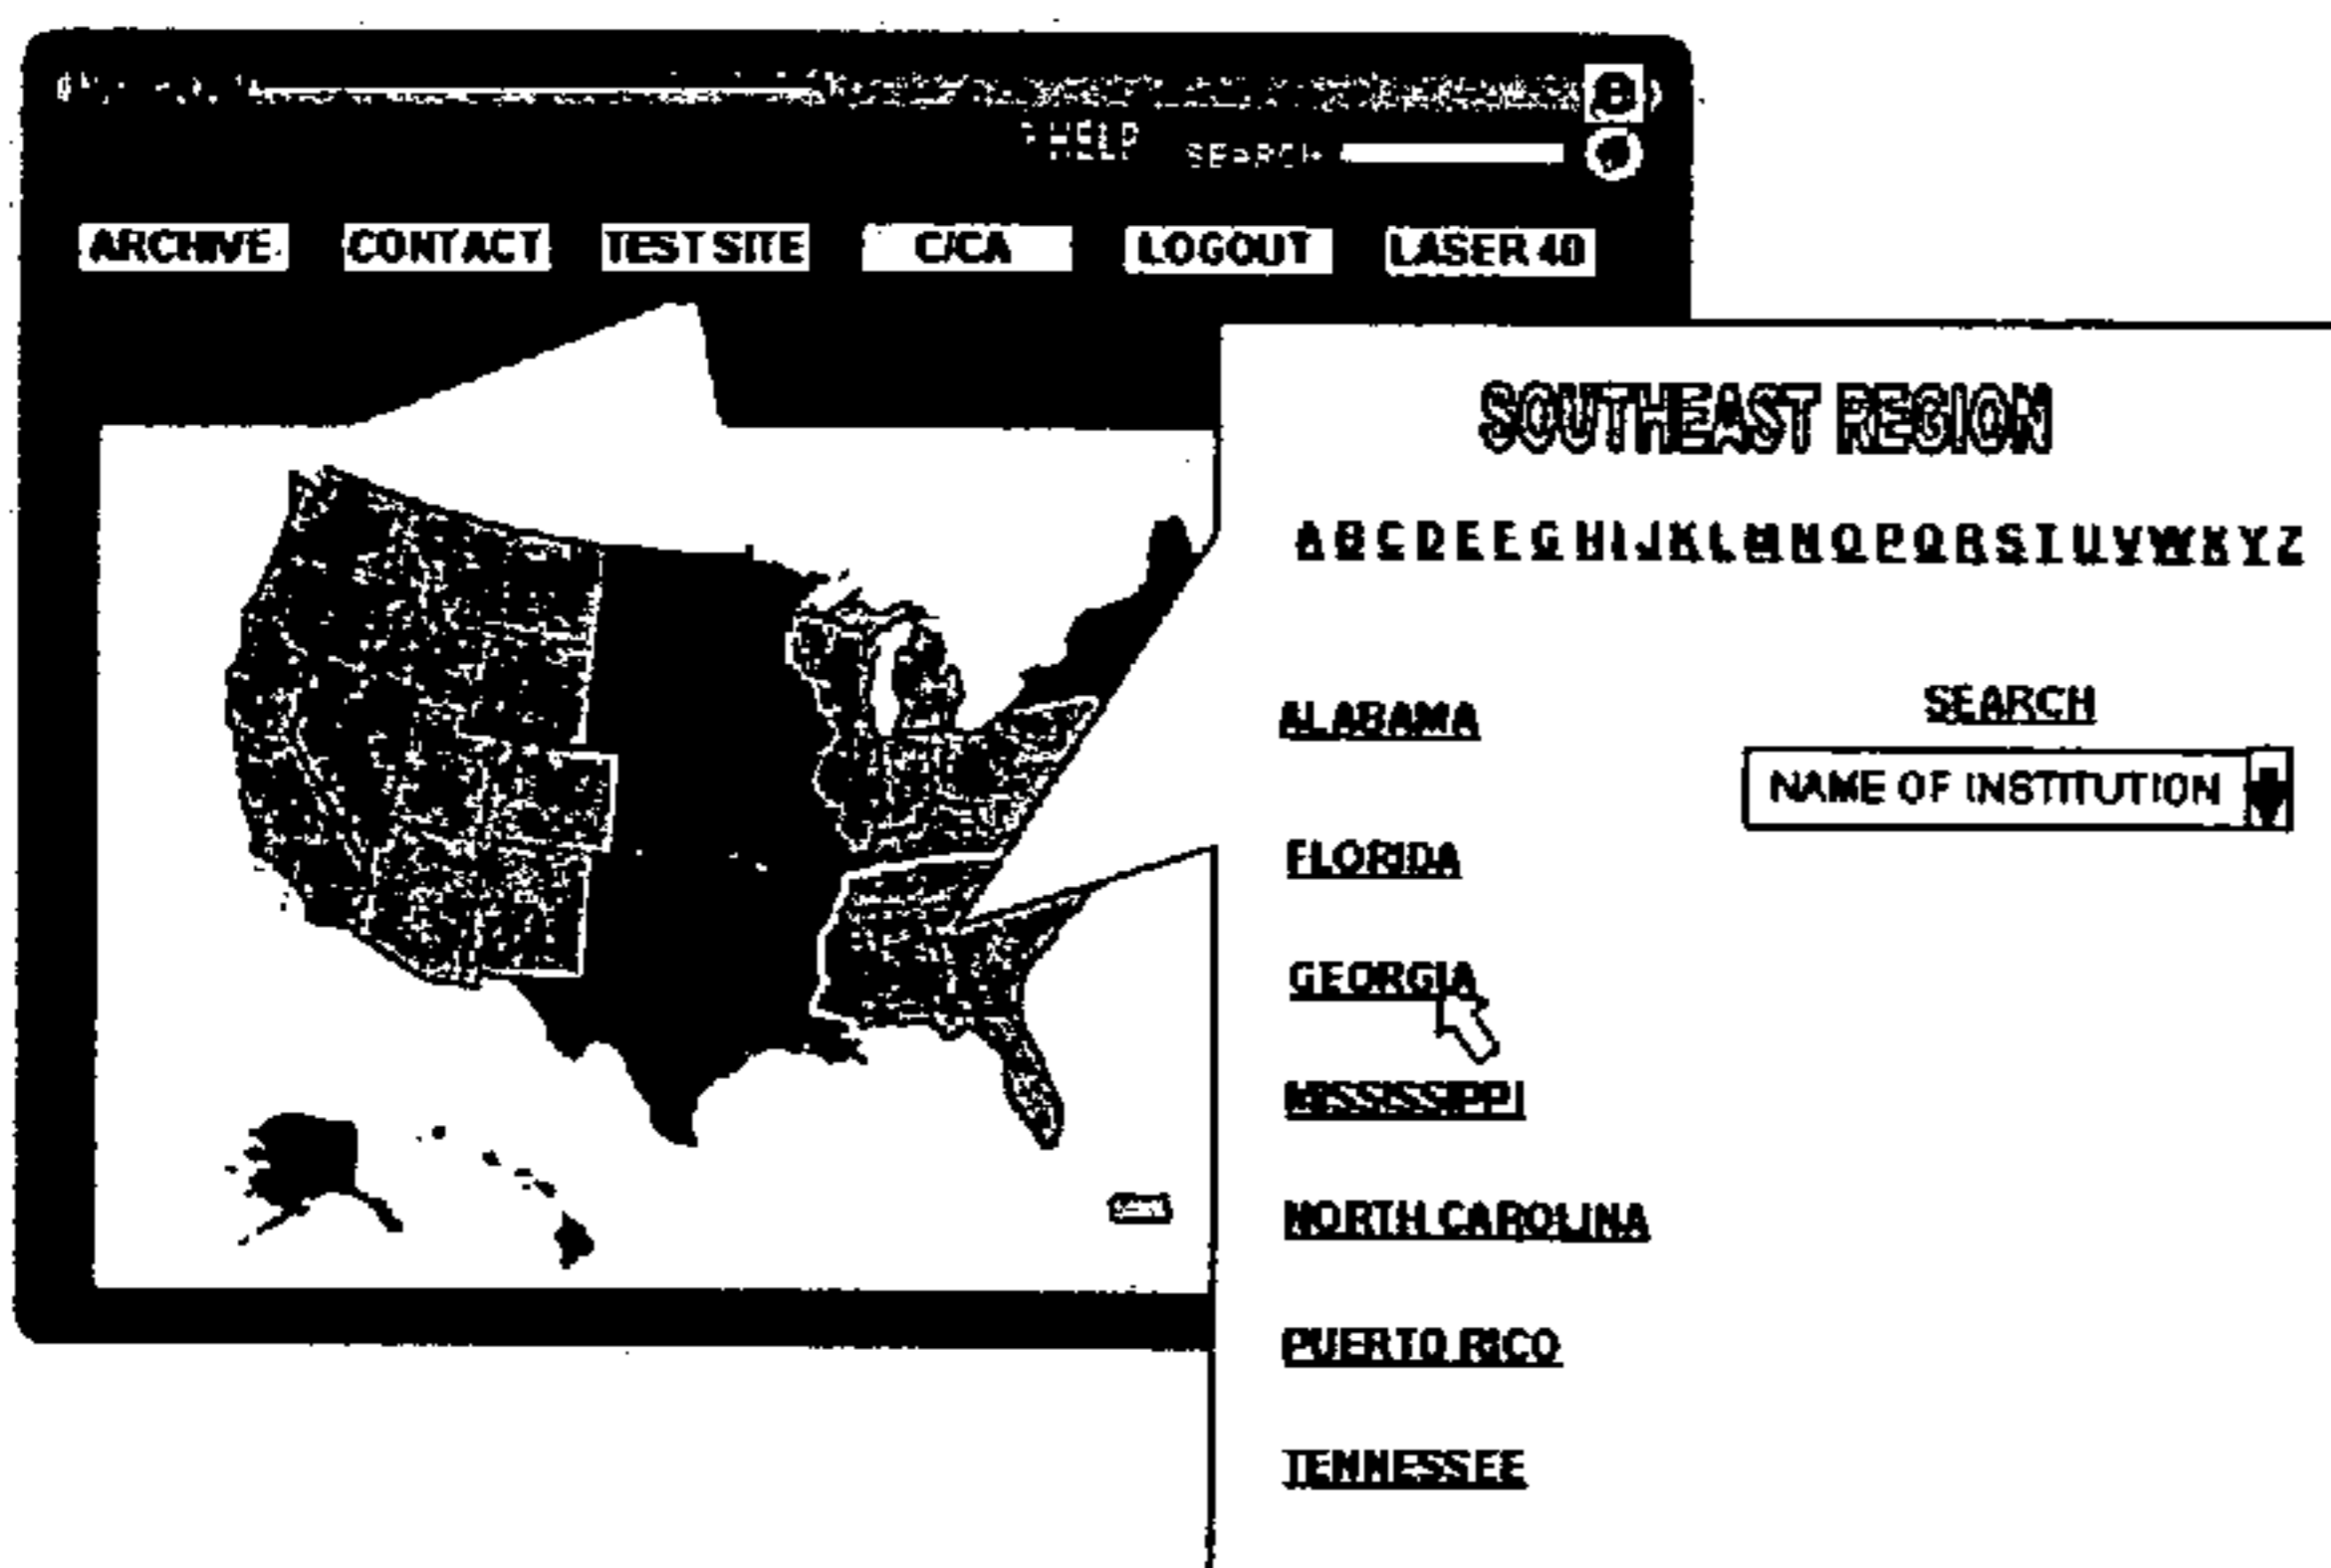 ? HELP SEARCH
ARCHIVE CONTACT TEST SITE C/CA LOGOUT LASER 40
SOUTHEAST REGION
A B C D E F G H I J K L M N O P Q R S T U V W X Y Z
ALABAMA
SEARCH
NAME OF INSTITUTION
FLORIDA
GEORGIA
MISSISSIPPI
NORTH CAROLINA
PUERTO RICO
TENNESSEE